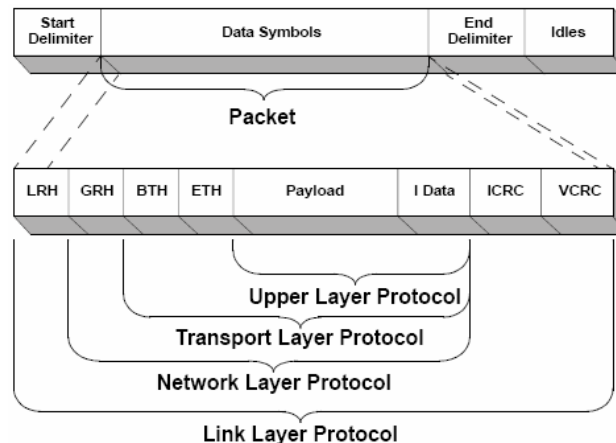 Start Delimiter
Data Symbols
End Delimiter
Idles
Packet
LRH GRH BTH ETH Payload I Data ICRC VCRC
Upper Layer Protocol
Transport Layer Protocol
Network Layer Protocol
Link Layer Protocol